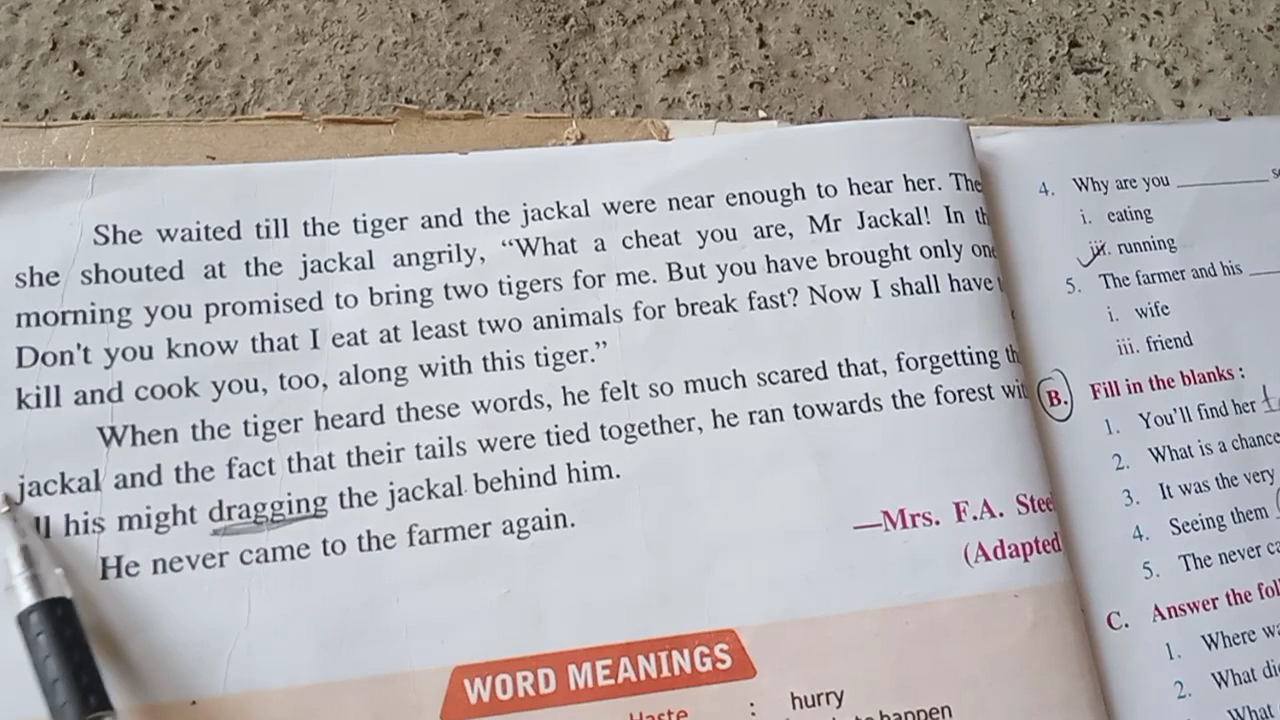 She waited till the tiger and the jackal were near enough to hear her. The
she shouted at the jackal angrily, “What a cheat you are, Mr Jackal! In th
morning you promised to bring two tigers for me. But you have brought only one
Don't you know that I eat at least two animals for break fast? Now I shall have
kill and cook you, too, along with this tiger.”
When the tiger heard these words, he felt so much scared that, forgetting th
jackal and the fact that their tails were tied together, he ran towards the forest wit
ll his might dragging the jackal behind him.
He never came to the farmer again.
—Mrs. F.A. Stee
(Adapted
WORD MEANINGS
Haste : hurry
to happen
4. Why are you ______
i. eating
running
5. The farmer and his
i. wife
iii. friend
B. Fill in the blanks :
1. You’ll find her
2. What is a chance
3. It was the very
4. Seeing them
5. The never ca
C. Answer the fol
1. Where wa
2. What di
What